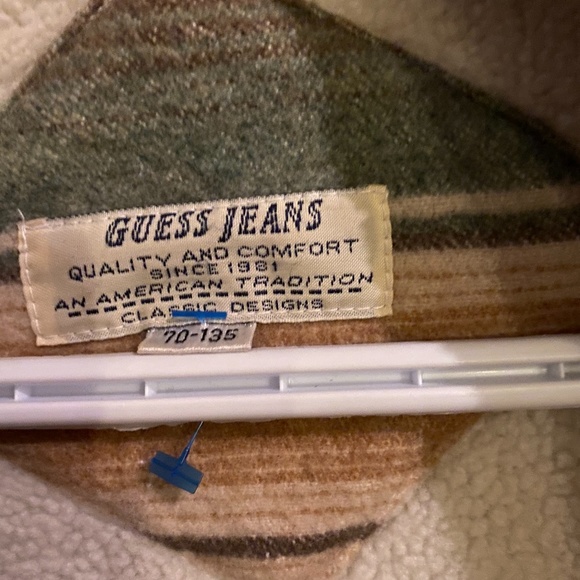 GUESS JEANS
QUALITY AND COMFORT
SINCE 1981
AN AMERICAN TRADITION
CLASSIC DESIGNS
70-135